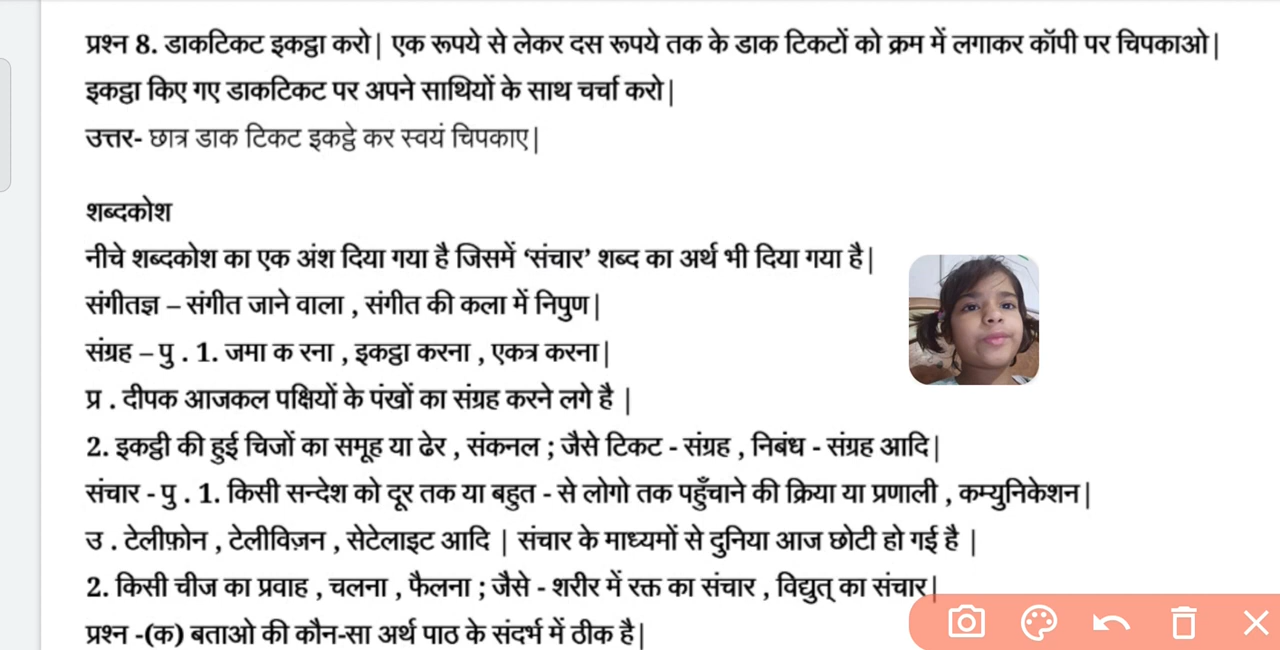 प्रश्न 8. डाकटिकट इकट्ठा करो| एक रूपये से लेकर दस रूपये तक के डाक टिकटों को क्रम में लगाकर कॉपी पर चिपकाओ|
इकट्ठा किए गए डाकटिकट पर अपने साथियों के साथ चर्चा करो|
उत्तर- छात्र डाक टिकट इकट्ठे कर स्वयं चिपकाए|
शब्दकोश
नीचे शब्दकोश का एक अंश दिया गया है जिसमें ‘संचार’ शब्द का अर्थ भी दिया गया है|
संगीतज्ञ – संगीत जाने वाला , संगीत की कला में निपुण|
संग्रह – पु . 1. जमा क रना , इकट्ठा करना , एकत्र करना|
प्र . दीपक आजकल पक्षियों के पंखों का संग्रह करने लगे है |
2. इकट्ठी की हुई चिजों का समूह या ढेर , संकनल ; जैसे टिकट - संग्रह , निबंध - संग्रह आदि|
संचार - पु . 1. किसी सन्देश को दूर तक या बहुत - से लोगो तक पहुँचाने की क्रिया या प्रणाली , कम्युनिकेशन|
उ . टेलीफ़ोन , टेलीविज़न , सेटेलाइट आदि | संचार के माध्यमों से दुनिया आज छोटी हो गई है |
2. किसी चीज का प्रवाह , चलना , फैलना ; जैसे - शरीर में रक्त का संचार , विद्युत् का संचार|
प्रश्न -(क) बताओ की कौन-सा अर्थ पाठ के संदर्भ में ठीक है|